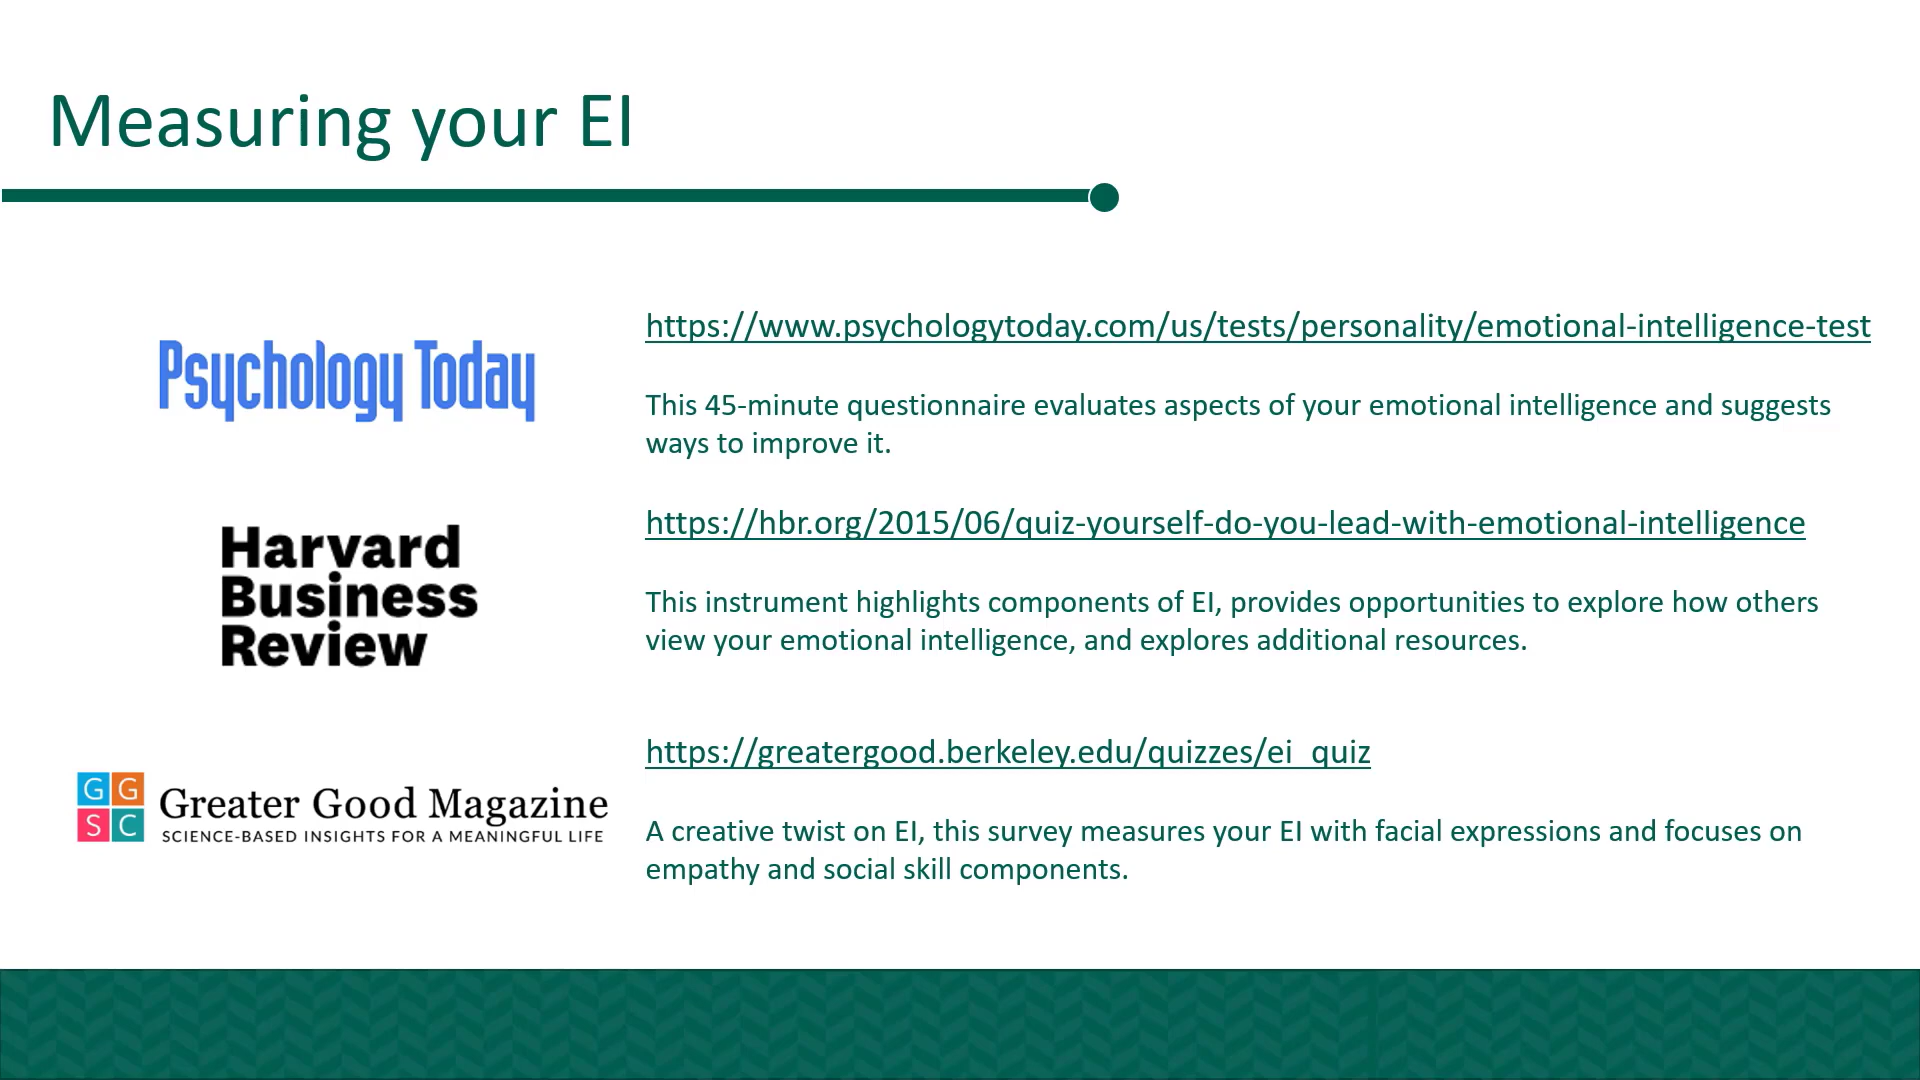 Measuring your EI
Psychology Today
https://www.psychologytoday.com/us/tests/personality/emotional-intelligence-test
This 45-minute questionnaire evaluates aspects of your emotional intelligence and suggests
ways to improve it.
Harvard
Business
Review
https://hbr.org/2015/06/quiz-yourself-do-you-lead-with-emotional-intelligence
This instrument highlights components of EI, provides opportunities to explore how others
view your emotional intelligence, and explores additional resources.
GG
SC
Greater Good Magazine
SCIENCE-BASED INSIGHTS FOR A MEANINGFUL LIFE
https://greatergood.berkeley.edu/quizzes/ei_quiz
A creative twist on EI, this survey measures your EI with facial expressions and focuses on
empathy and social skill components.